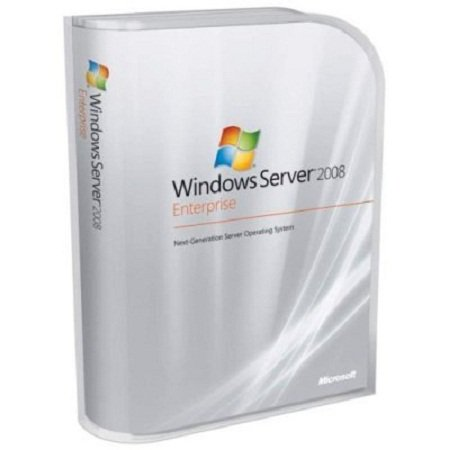 Windows Server 2008
Enterprise
Windows Server® 2008
Enterprise
Next-Generation Server Operating System
Microsoft